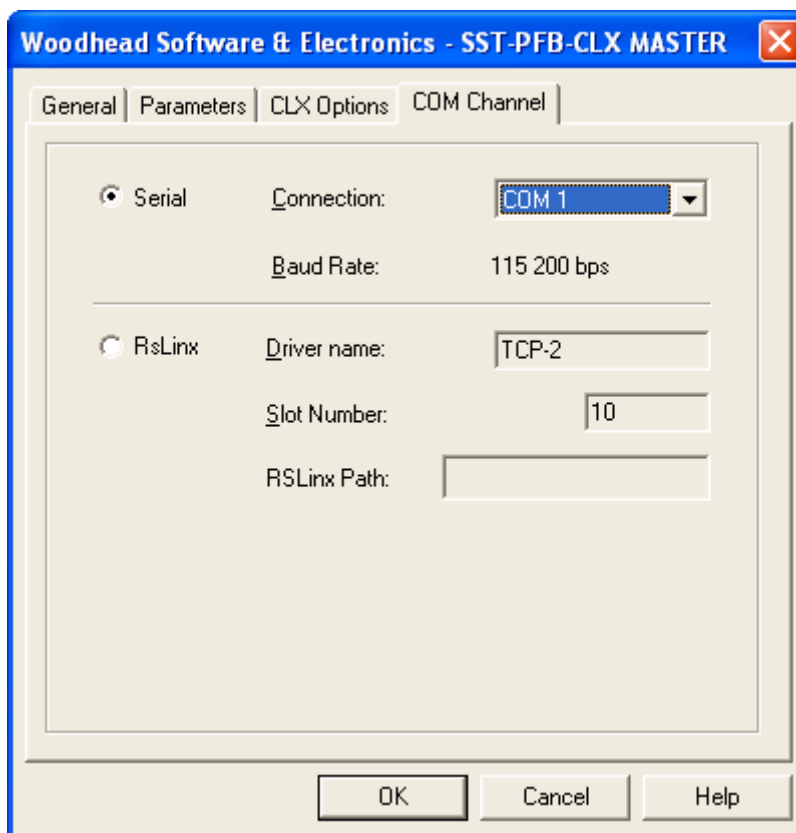 Woodhead Software & Electronics - SST-PFB-CLX MASTER
General Parameters CLX Options COM Channel
Serial Connection: COM 1
Baud Rate: 115 200 bps
RsLinx Driver name: TCP-2
Slot Number: 10
RSLinx Path:
OK Cancel Help